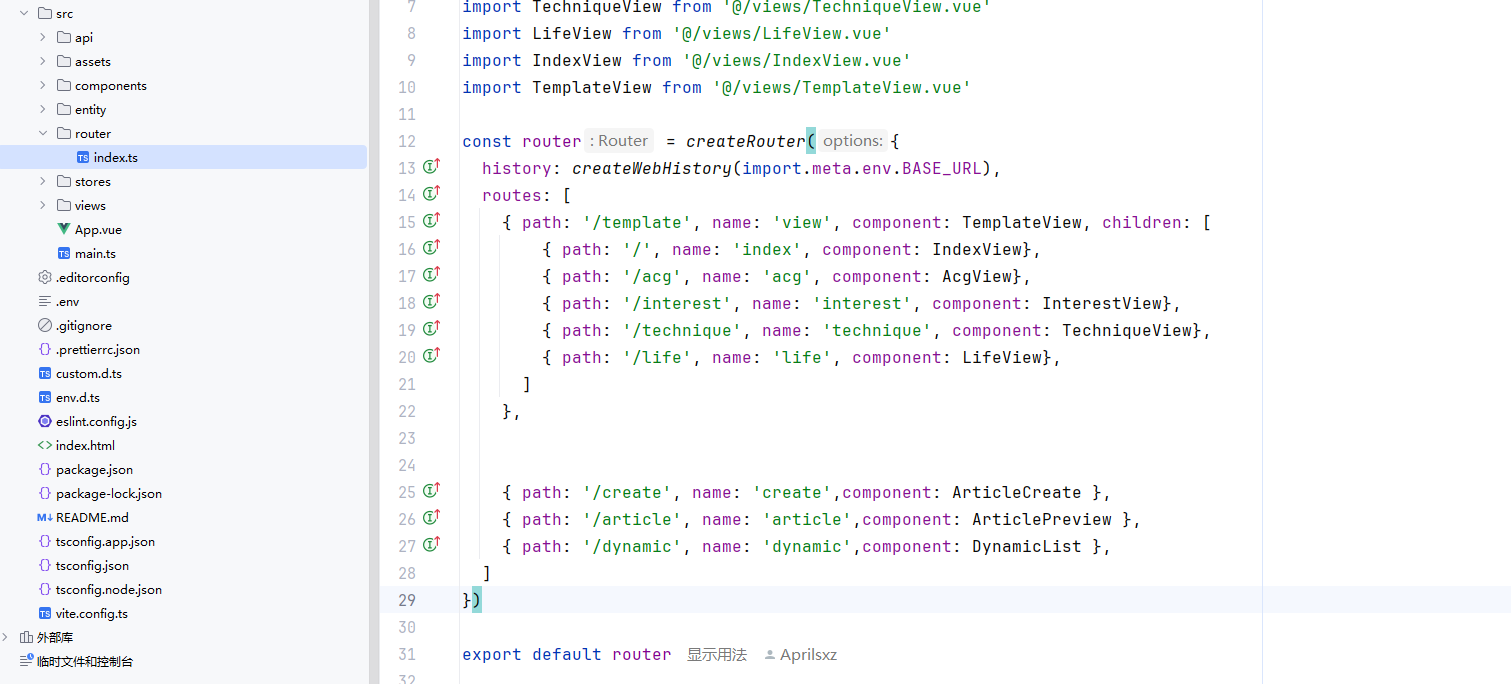 src
api
assets
components
entity
router
index.ts
stores
views
App.vue
main.ts
.editorconfig
.env
.gitignore
.prettierrc.json
custom.d.ts
env.d.ts
eslint.config.js
index.html
package.json
package-lock.json
README.md
tsconfig.app.json
tsconfig.json
tsconfig.node.json
vite.config.ts
外部库
临时文件和控制台
7 import TechniqueView from '@/views/TechniqueView.vue'
8 import LifeView from '@/views/LifeView.vue'
9 import IndexView from '@/views/IndexView.vue'
10 import TemplateView from '@/views/TemplateView.vue'
11
12 const router : Router = createRouter( options: {
13 history: createWebHistory(import.meta.env.BASE_URL),
14 routes: [
15 { path: '/template', name: 'view', component: TemplateView, children: [
16 { path: '/', name: 'index', component: IndexView},
17 { path: '/acg', name: 'acg', component: AcgView},
18 { path: '/interest', name: 'interest', component: InterestView},
19 { path: '/technique', name: 'technique', component: TechniqueView},
20 { path: '/life', name: 'life', component: LifeView},
21 ]
22 },
23
24
25 { path: '/create', name: 'create',component: ArticleCreate },
26 { path: '/article', name: 'article',component: ArticlePreview },
27 { path: '/dynamic', name: 'dynamic',component: DynamicList },
28 ]
29 })
30
31 export default router 显示用法 Aprilsxz
32